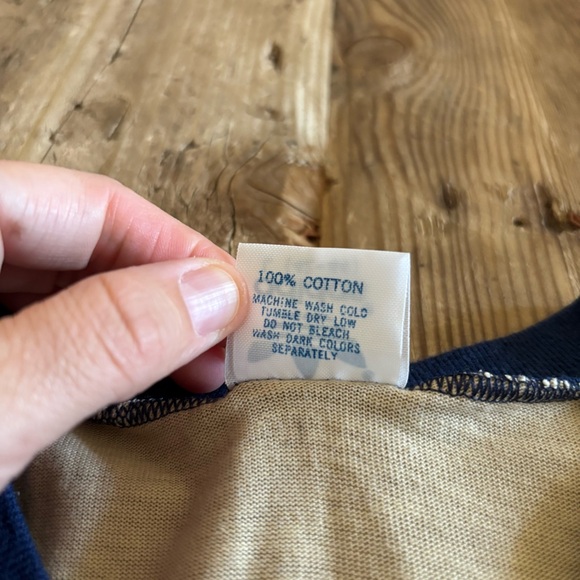 100% COTTON
MACHINE WASH COLD
TUMBLE DRY LOW
DO NOT BLEACH
WASH DARK COLORS
SEPARATELY